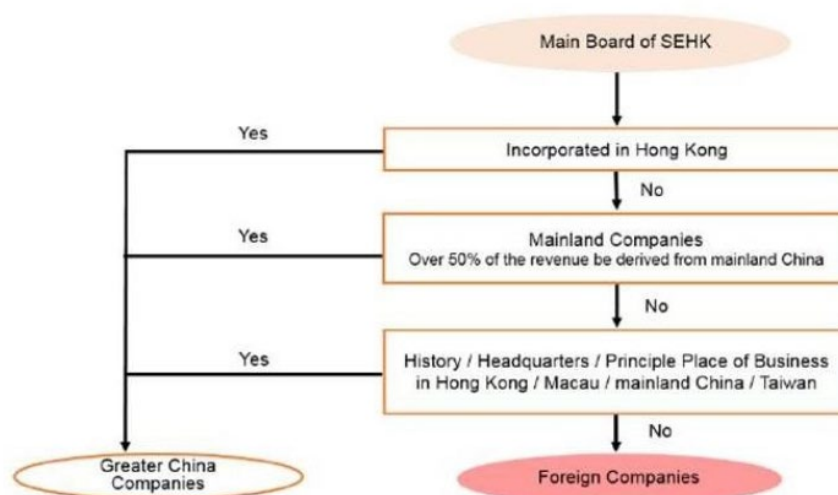 Main Board of SEHK
Yes
Incorporated in Hong Kong
No
Yes
Mainland Companies
Over 50% of the revenue be derived from mainland China
No
Yes
History / Headquarters / Principle Place of Business
in Hong Kong / Macau / mainland China / Taiwan
No
Greater China
Companies
Foreign Companies